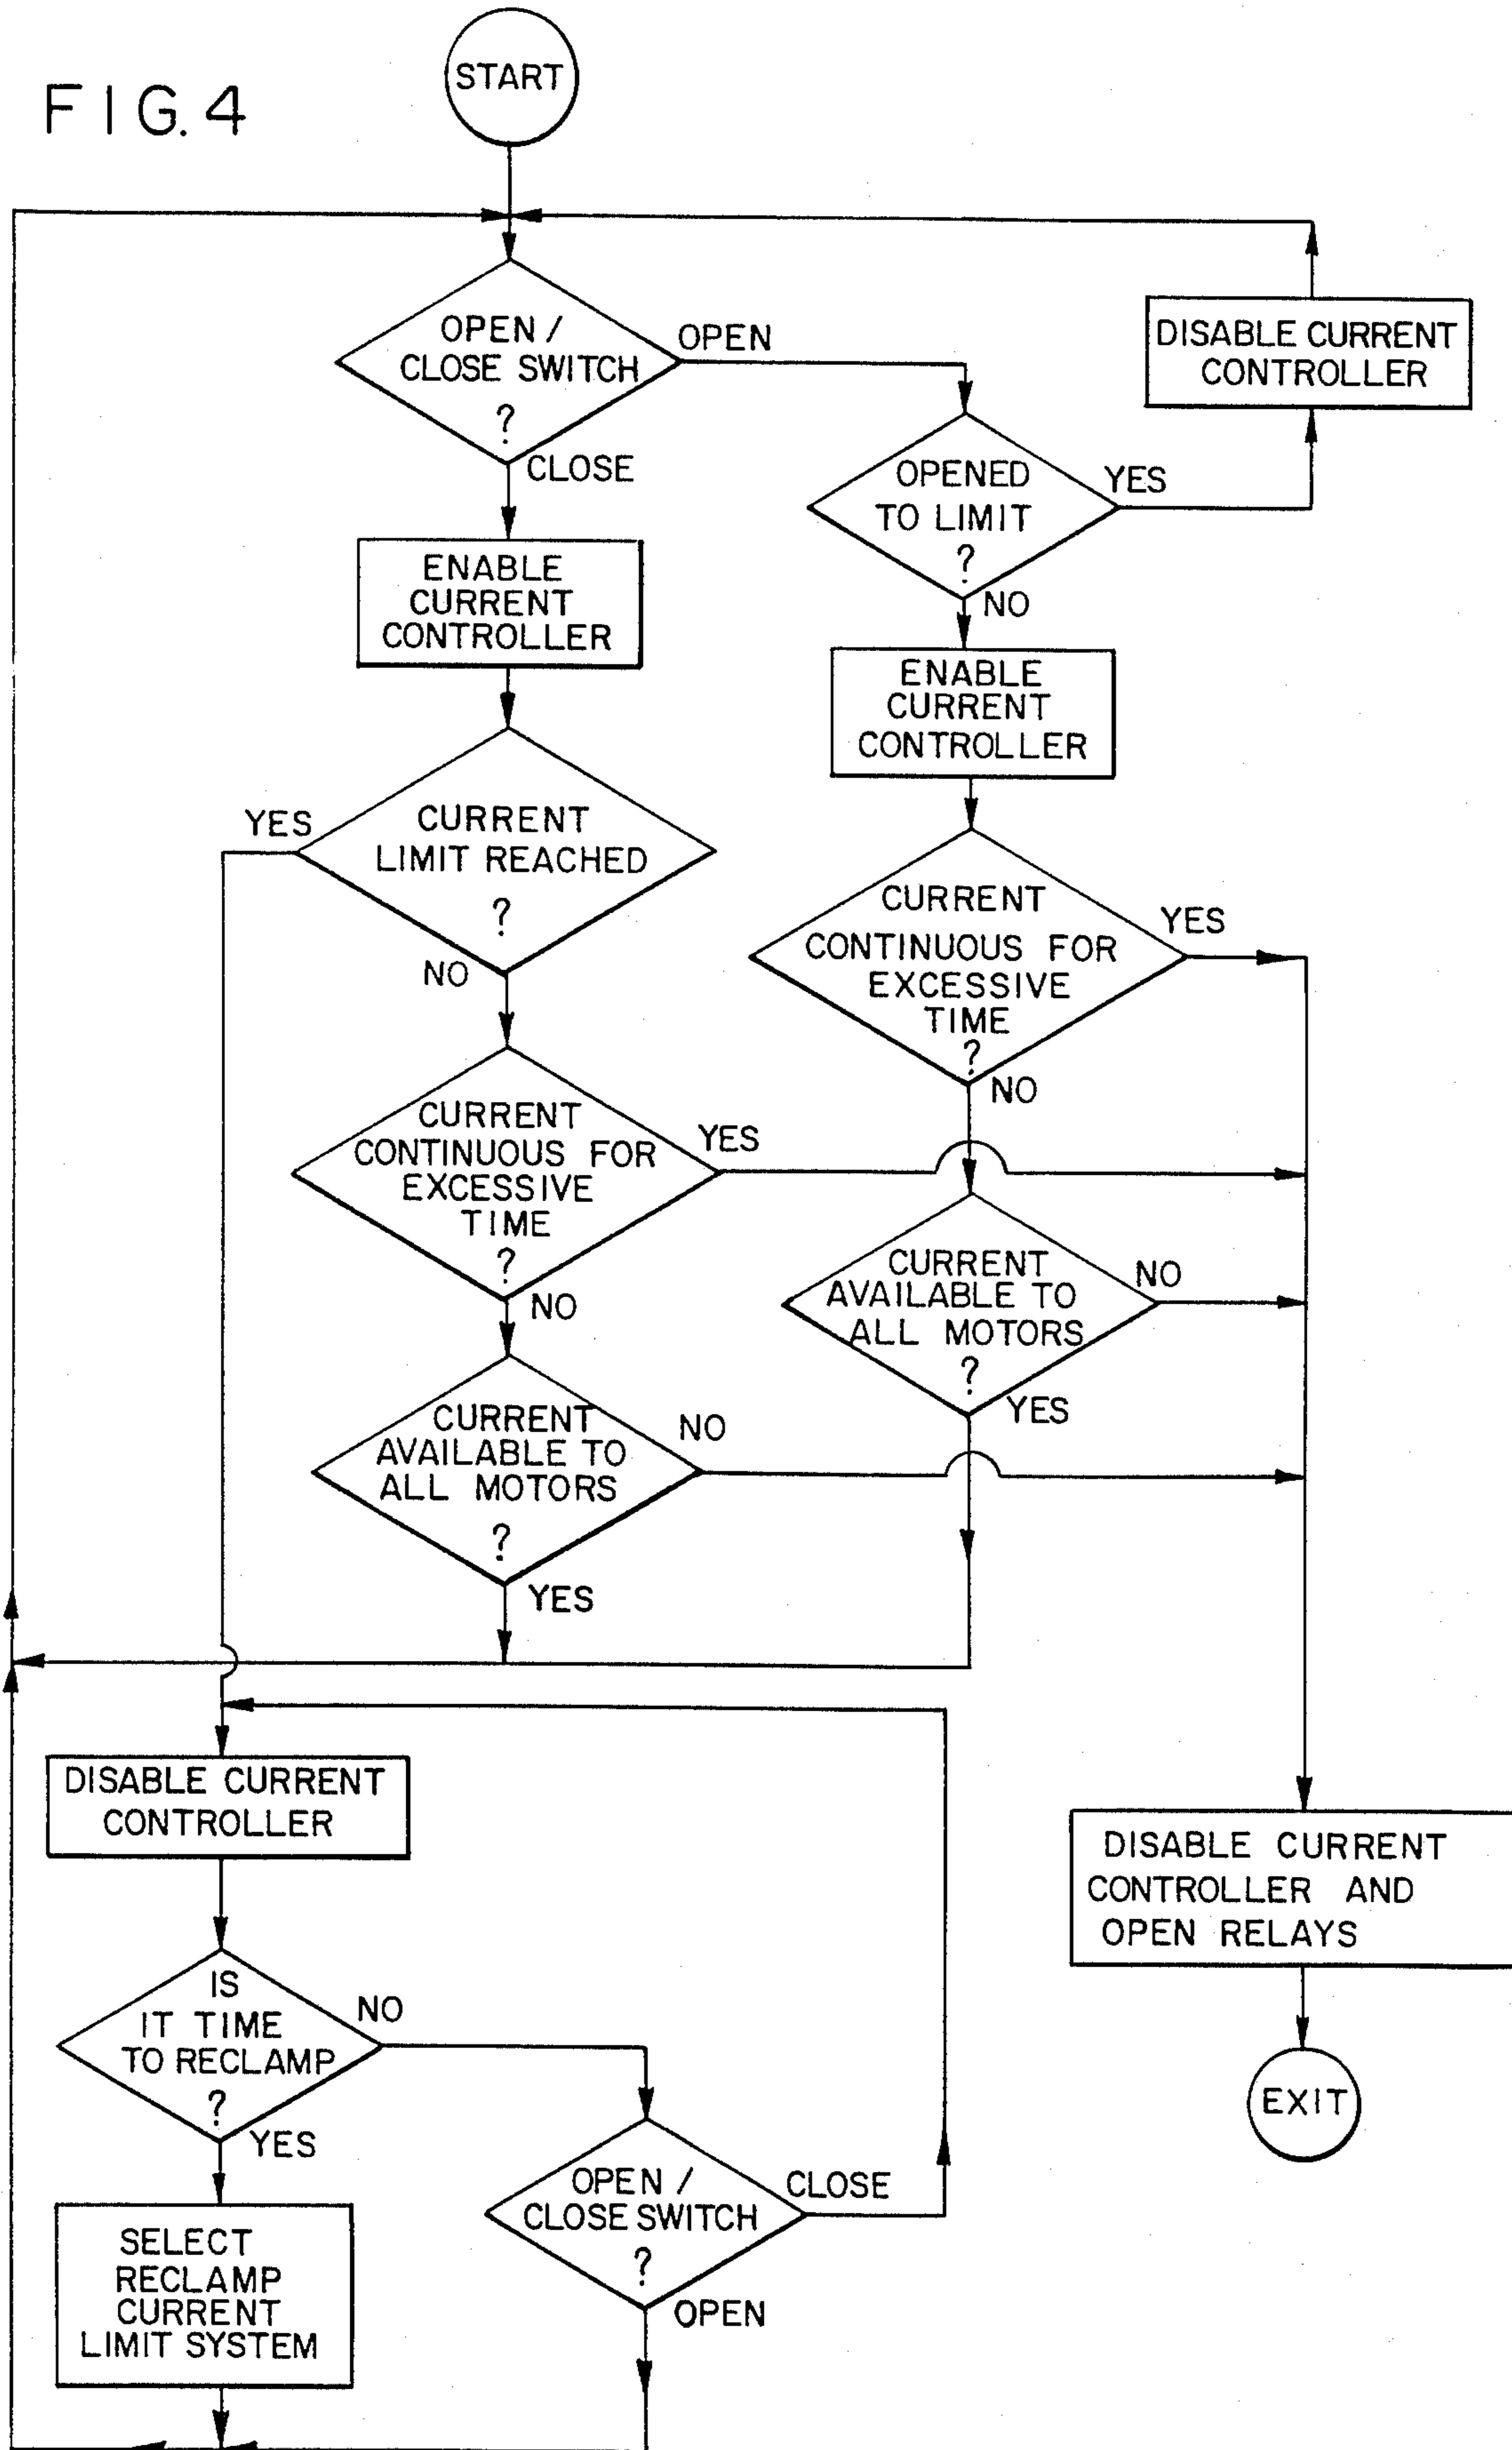 FIG. 4
START
OPEN /
CLOSE SWITCH
?
OPEN
CLOSE
DISABLE CURRENT
CONTROLLER
OPENED
TO LIMIT
?
YES
NO
ENABLE
CURRENT
CONTROLLER
ENABLE
CURRENT
CONTROLLER
CURRENT
LIMIT REACHED
?
YES
NO
CURRENT
CONTINUOUS FOR
EXCESSIVE
TIME
?
YES
NO
CURRENT
CONTINUOUS FOR
EXCESSIVE
TIME
?
YES
NO
CURRENT
AVAILABLE TO
ALL MOTORS
?
NO
YES
CURRENT
AVAILABLE TO
ALL MOTORS
?
NO
YES
DISABLE CURRENT
CONTROLLER
DISABLE CURRENT
CONTROLLER AND
OPEN RELAYS
IS
IT TIME
TO RECLAMP
?
NO
YES
EXIT
OPEN /
CLOSE SWITCH
?
CLOSE
OPEN
SELECT
RECLAMP
CURRENT
LIMIT SYSTEM